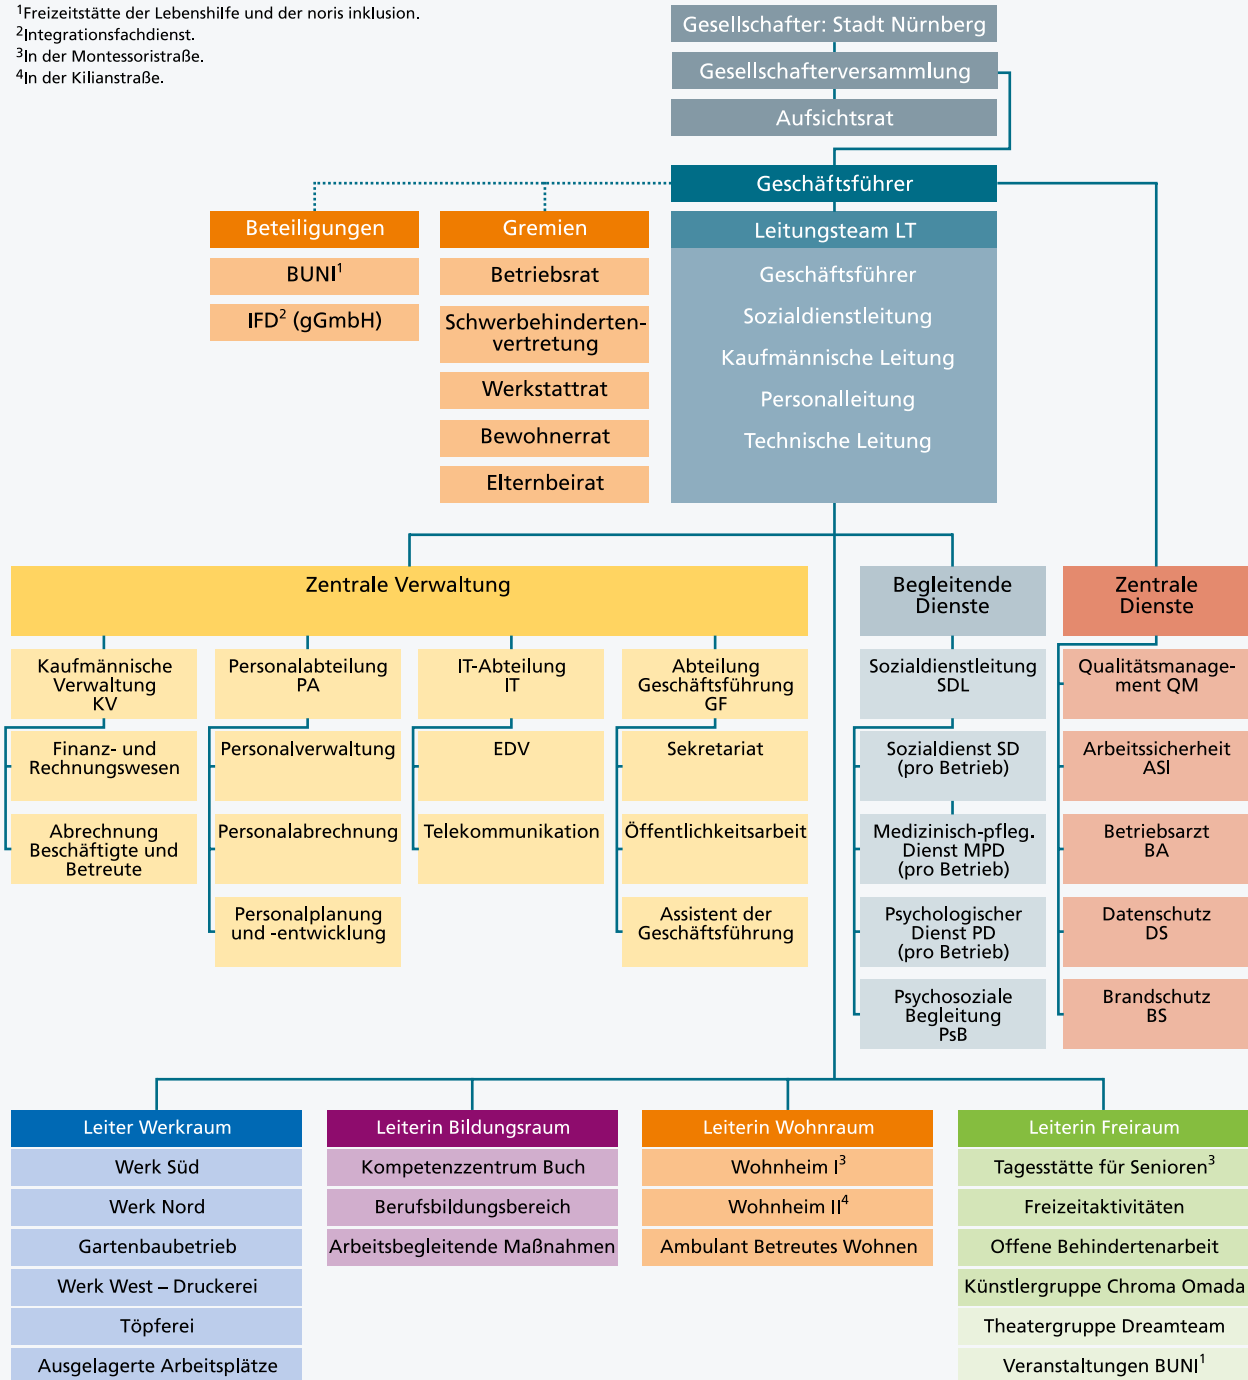 ¹Freizeitstätte der Lebenshilfe und der noris inklusion.
²Integrationsfachdienst.
³In der Montessoristraße.
⁴In der Kilianstraße.
Gesellschafter: Stadt Nürnberg
Gesellschafterversammlung
Aufsichtsrat
Geschäftsführer
Beteiligungen
BUNI¹
IFD² (gGmbH)
Gremien
Betriebsrat
Schwerbehinderten-
vertretung
Werkstattrat
Bewohnerrat
Elternbeirat
Leitungsteam LT
Geschäftsführer
Sozialdienstleitung
Kaufmännische Leitung
Personalleitung
Technische Leitung
Zentrale Verwaltung
Kaufmännische
Verwaltung
KV
Finanz- und
Rechnungswesen
Abrechnung
Beschäftigte und
Betreute
Personalabteilung
PA
Personalverwaltung
Personalabrechnung
Personalplanung
und -entwicklung
IT-Abteilung
IT
EDV
Telekommunikation
Abteilung
Geschäftsführung
GF
Sekretariat
Öffentlichkeitsarbeit
Assistent der
Geschäftsführung
Begleitende
Dienste
Sozialdienstleitung
SDL
Sozialdienst SD
(pro Betrieb)
Medizinisch-pfleg.
Dienst MPD
(pro Betrieb)
Psychologischer
Dienst PD
(pro Betrieb)
Psychosoziale
Begleitung
PsB
Zentrale
Dienste
Qualitätsmanage-
ment QM
Arbeitssicherheit
ASI
Betriebsarzt
BA
Datenschutz
DS
Brandschutz
BS
Leiter Werkraum
Werk Süd
Werk Nord
Gartenbaubetrieb
Werk West – Druckerei
Töpferei
Ausgelagerte Arbeitsplätze
Leiterin Bildungsraum
Kompetenzzentrum Buch
Berufsbildungsbereich
Arbeitsbegleitende Maßnahmen
Leiterin Wohnraum
Wohnheim I³
Wohnheim II⁴
Ambulant Betreutes Wohnen
Leiterin Freiraum
Tagesstätte für Senioren³
Freizeitaktivitäten
Offene Behindertenarbeit
Künstlergruppe Chroma Omada
Theatergruppe Dreamteam
Veranstaltungen BUNI¹